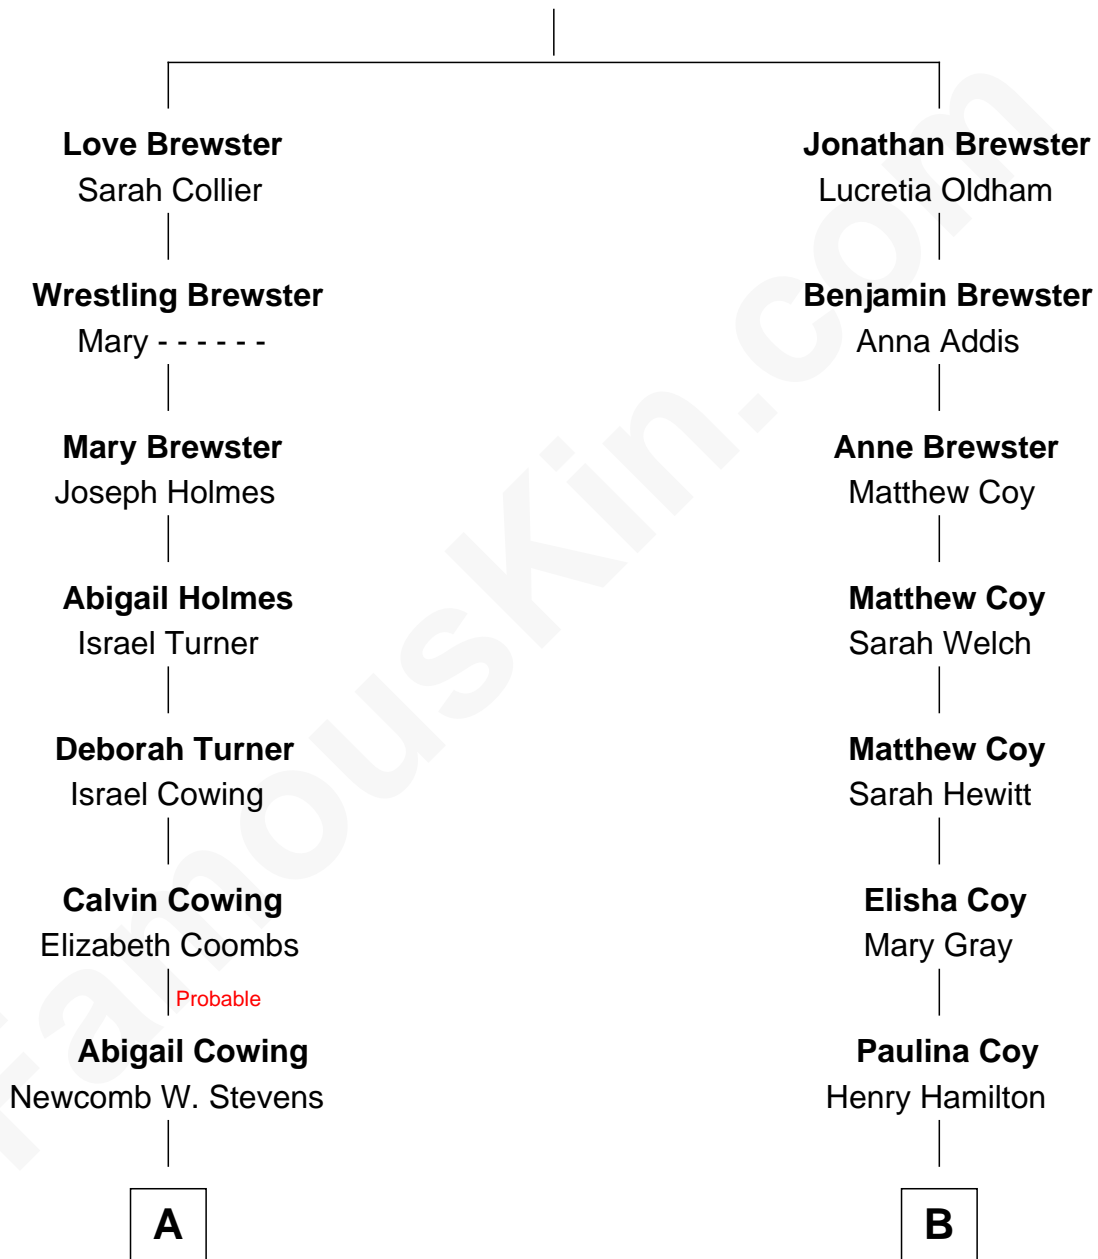 Love Brewster
Sarah Collier
Wrestling Brewster
Mary - - - - - -
Mary Brewster
Joseph Holmes
Abigail Holmes
Israel Turner
Deborah Turner
Israel Cowing
Calvin Cowing
Elizabeth Coombs
Probable
Abigail Cowing
Newcomb W. Stevens
A
Jonathan Brewster
Lucretia Oldham
Benjamin Brewster
Anna Addis
Anne Brewster
Matthew Coy
Matthew Coy
Sarah Welch
Matthew Coy
Sarah Hewitt
Elisha Coy
Mary Gray
Paulina Coy
Henry Hamilton
B
FamousKin.com